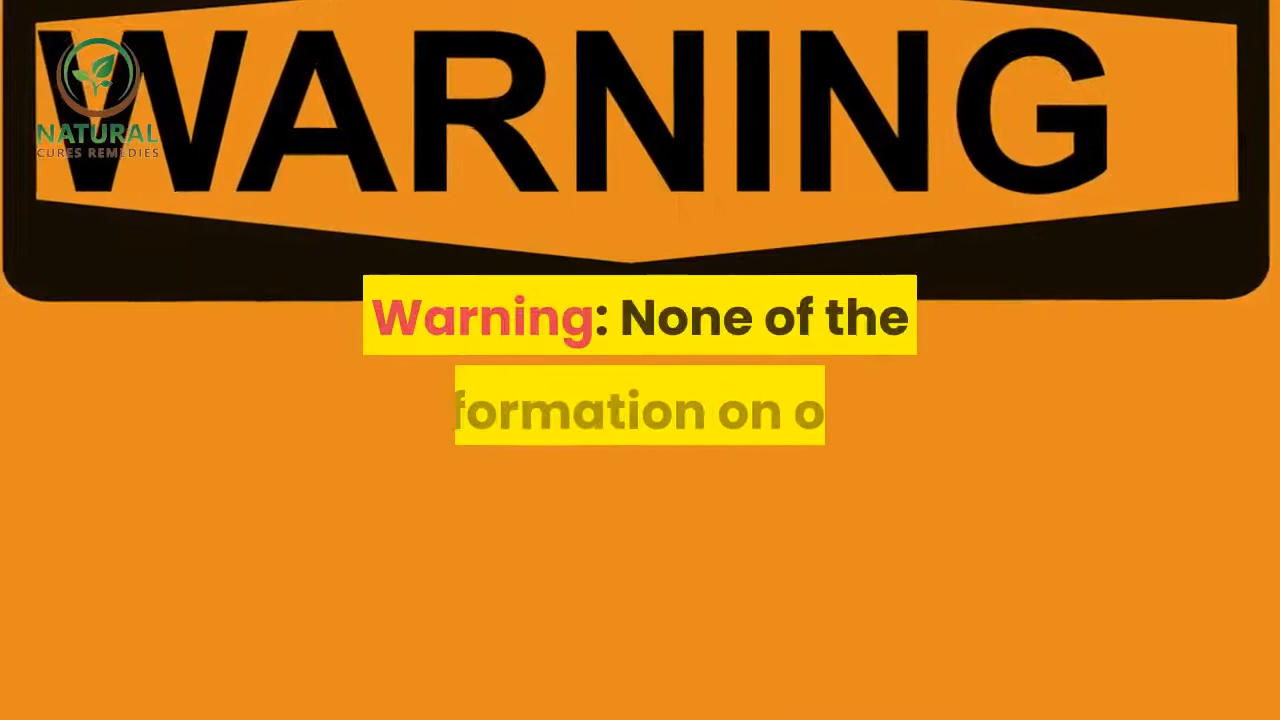 WARNING
NATURAL
CURES REMEDIES
Warning: None of the
formation on o